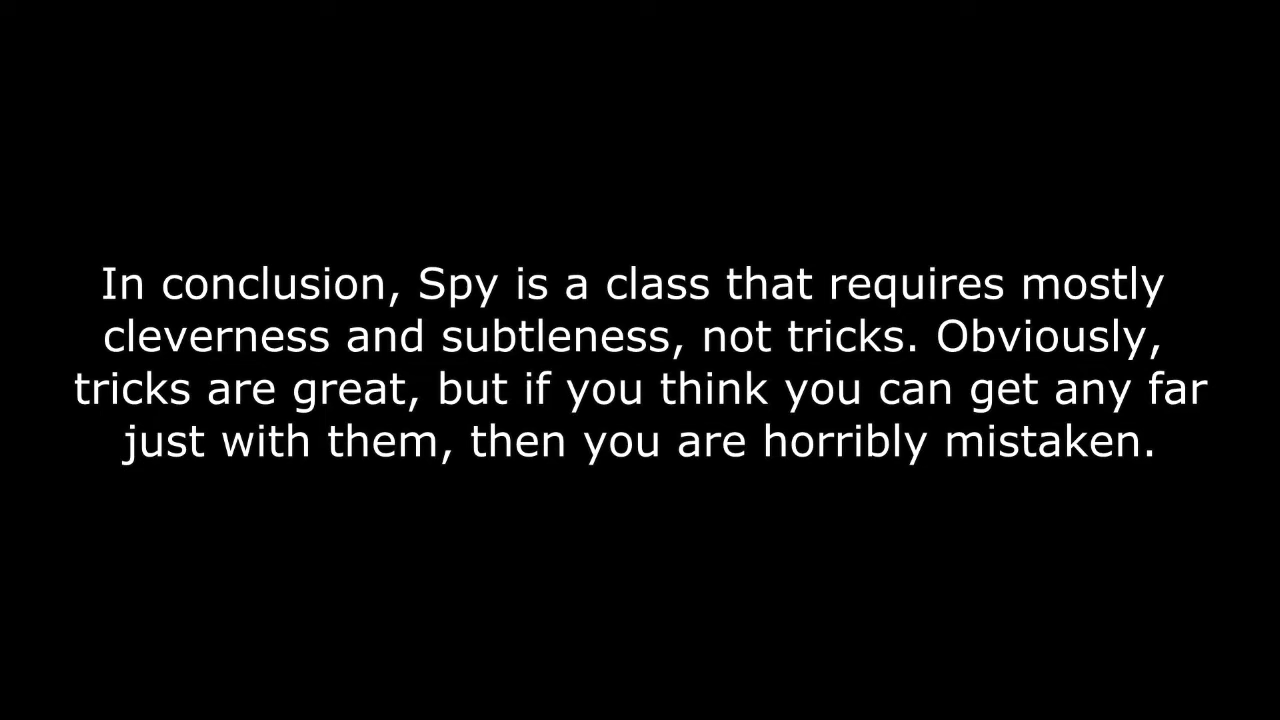 In conclusion, Spy is a class that requires mostly
cleverness and subtleness, not tricks. Obviously,
tricks are great, but if you think you can get any far
just with them, then you are horribly mistaken.